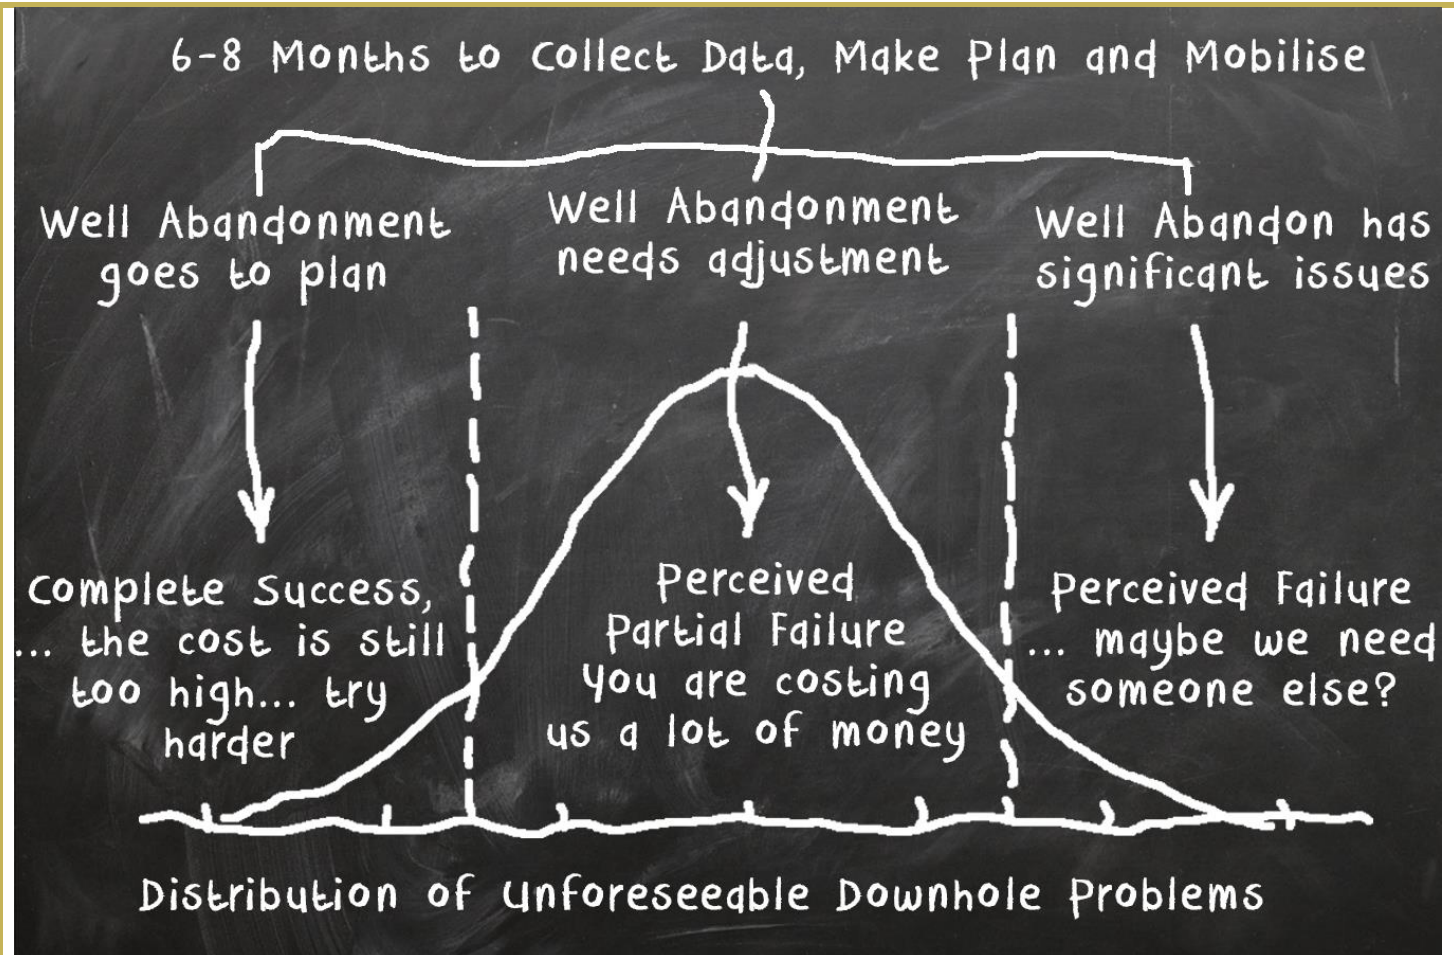 6-8 Months to Collect Data, Make Plan and Mobilise
Well Abandonment
goes to plan
Well Abandonment
needs adjustment
Well Abandon has
significant issues
Complete Success,
... the cost is still
too high... try
harder
Perceived
Partial Failure
You are costing
us a lot of money
Perceived Failure
... maybe we need
someone else?
Distribution of Unforeseeable Downhole Problems